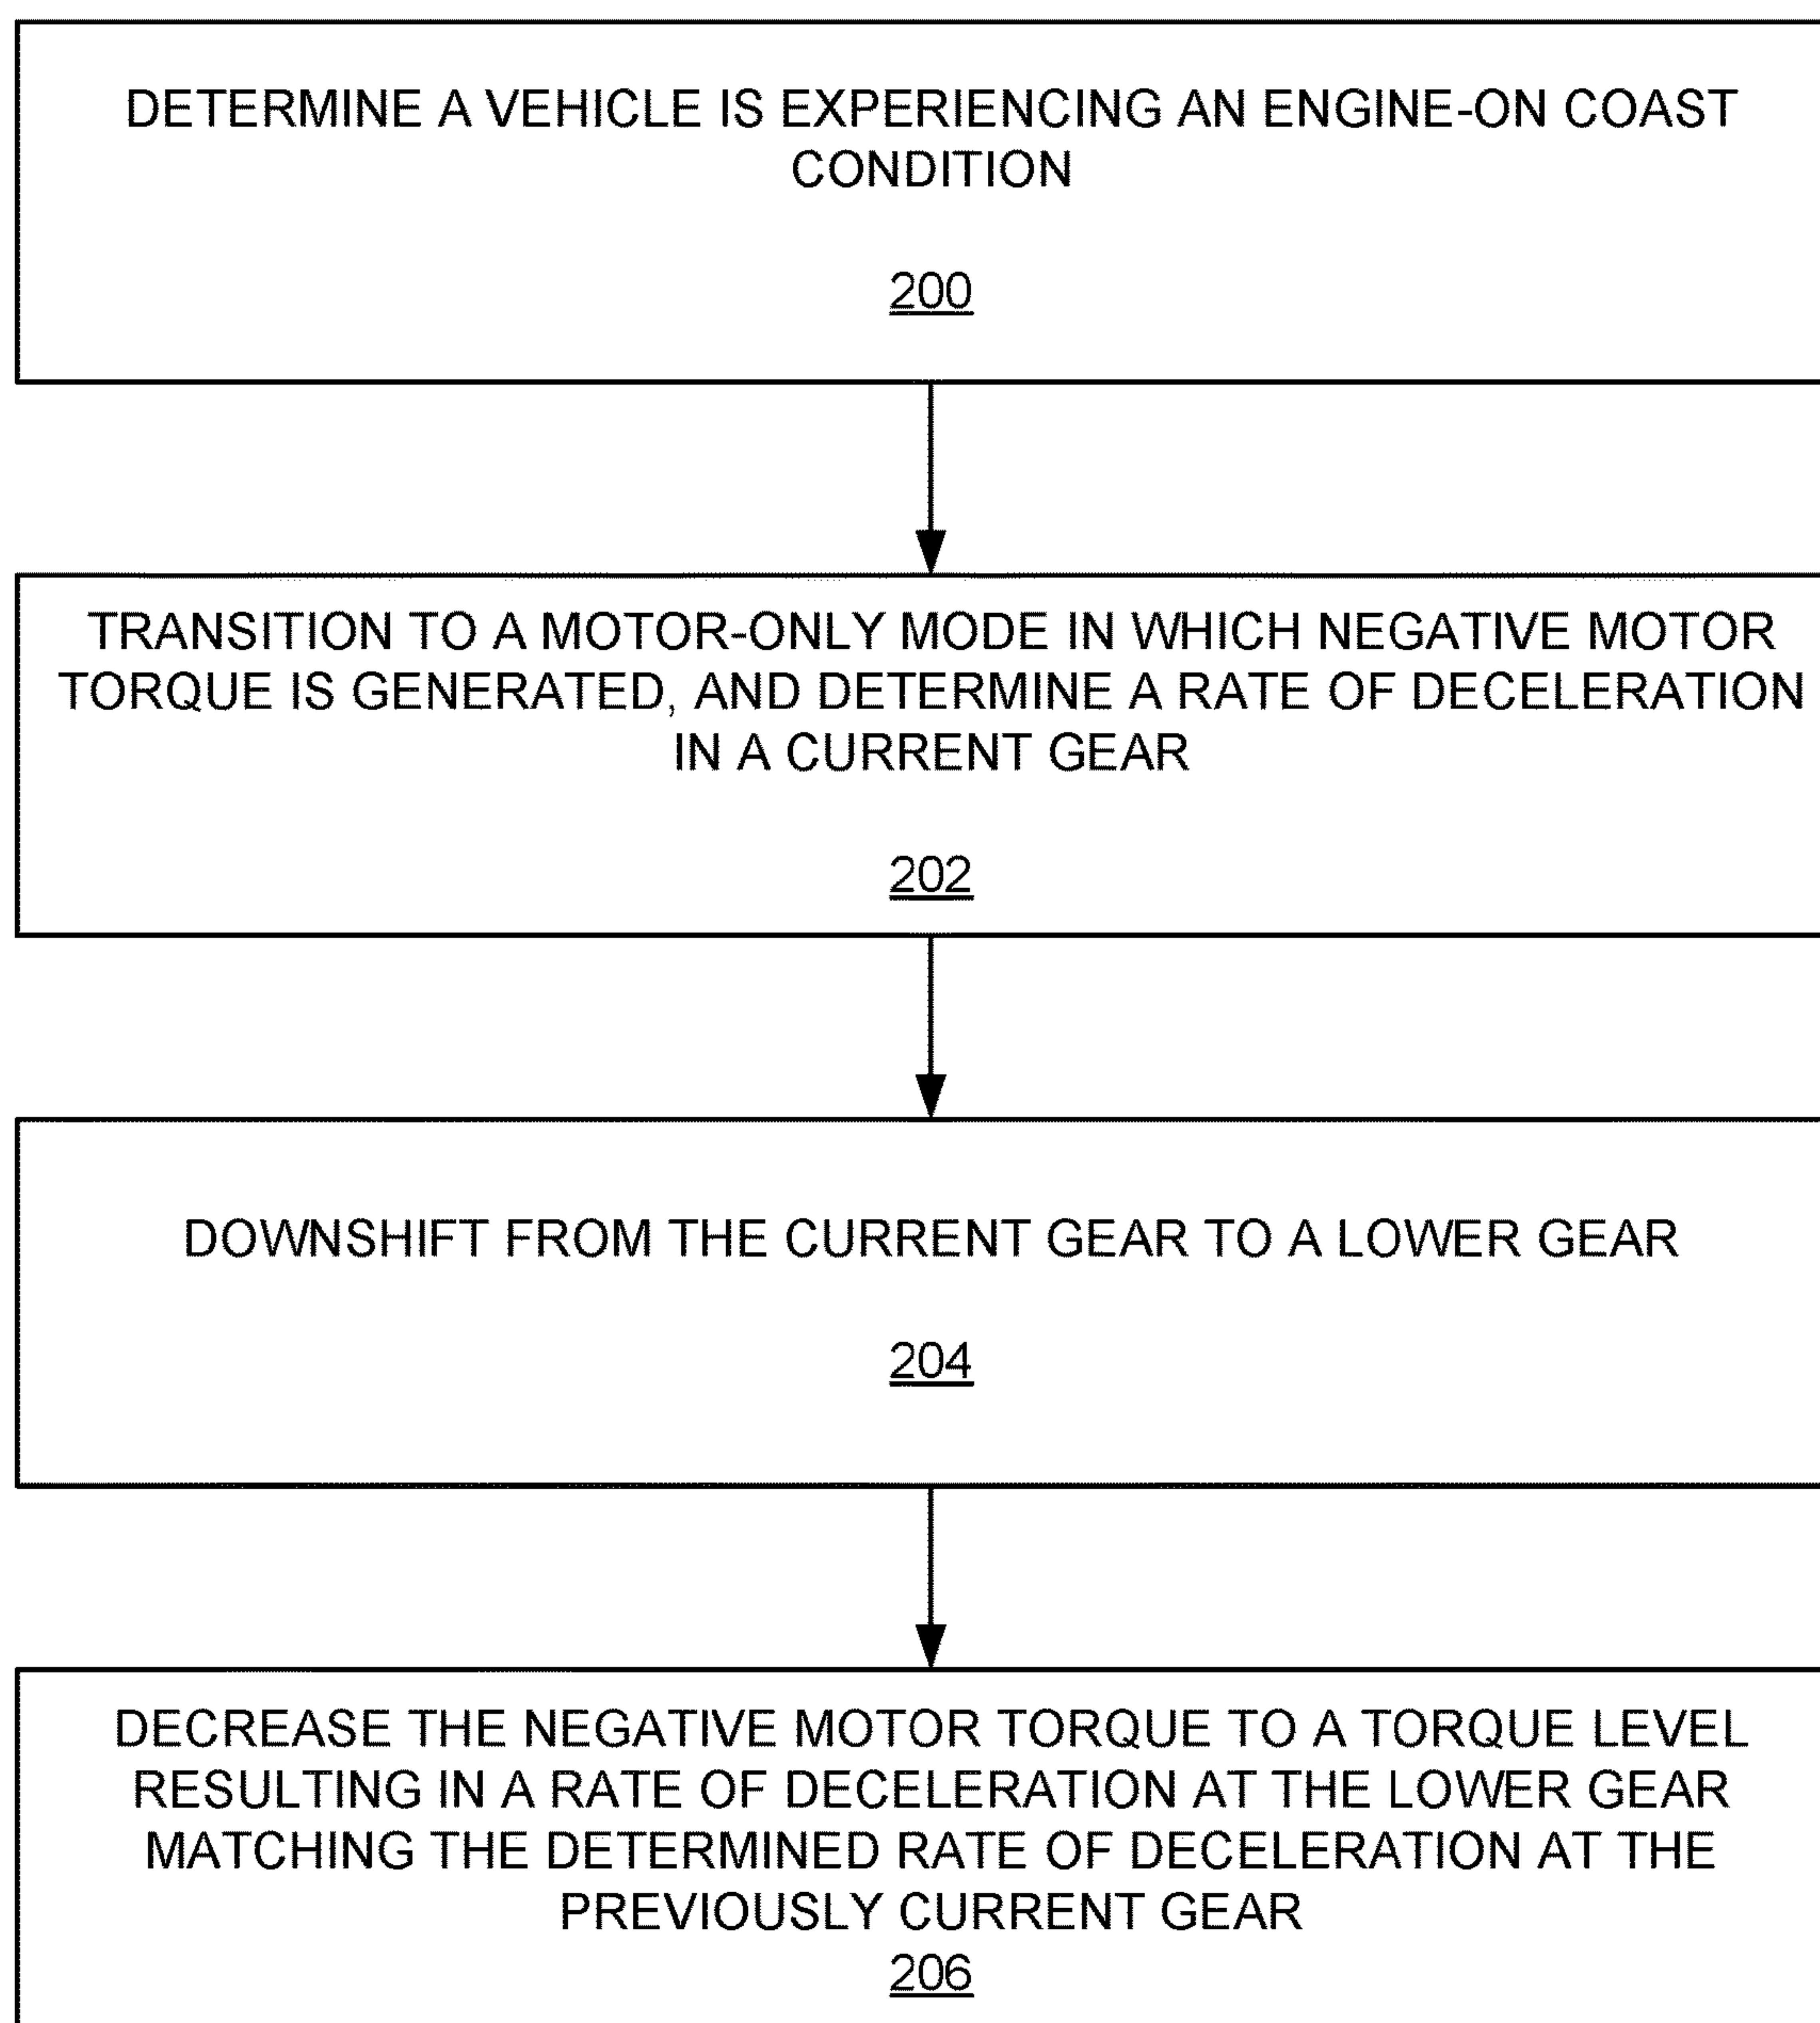 DETERMINE A VEHICLE IS EXPERIENCING AN ENGINE-ON COAST
CONDITION
200
TRANSITION TO A MOTOR-ONLY MODE IN WHICH NEGATIVE MOTOR
TORQUE IS GENERATED, AND DETERMINE A RATE OF DECELERATION
IN A CURRENT GEAR
202
DOWNSHIFT FROM THE CURRENT GEAR TO A LOWER GEAR
204
DECREASE THE NEGATIVE MOTOR TORQUE TO A TORQUE LEVEL
RESULTING IN A RATE OF DECELERATION AT THE LOWER GEAR
MATCHING THE DETERMINED RATE OF DECELERATION AT THE
PREVIOUSLY CURRENT GEAR
206